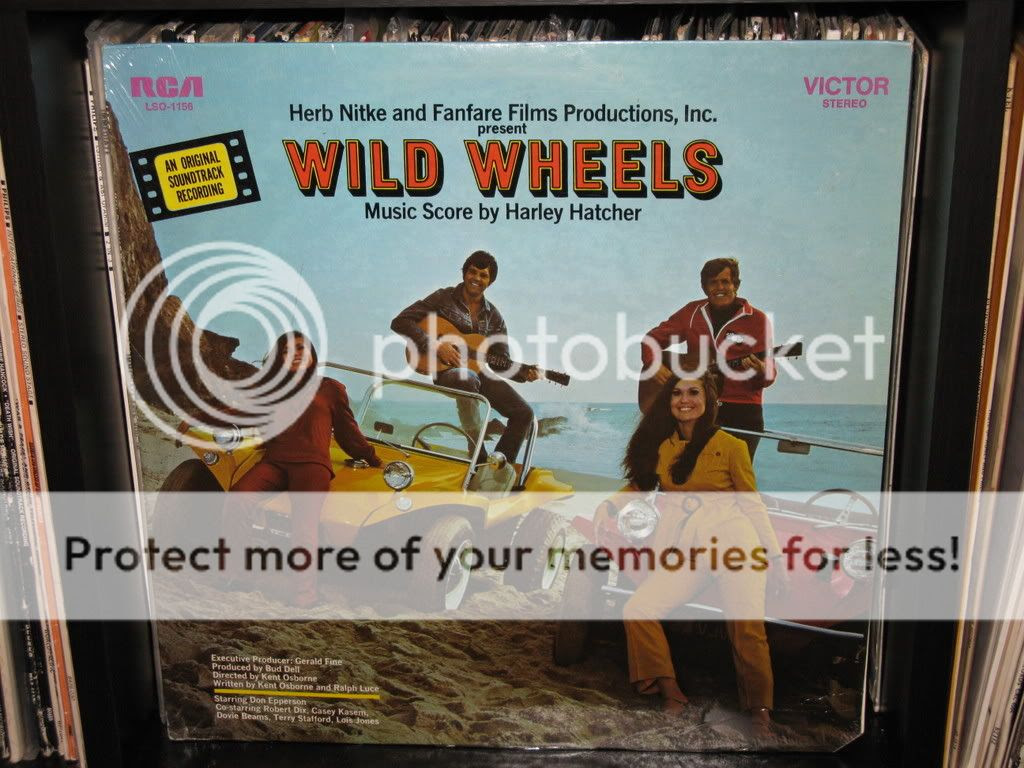 RCA
LSO-1156
VICTOR
STEREO
Herb Nitke and Fanfare Films Productions, Inc.
present
WILD WHEELS
Music Score by Harley Hatcher
AN ORIGINAL
SOUNDTRACK
RECORDING
photobucket
Protect more of your memories for less!
Executive Producer: Gerald Fine
Produced by Bud Dell
Directed by Kent Osborne
Written by Kent Osborne and Ralph Luce
Starring Don Epperson
Co-starring Robert Dix, Casey Kasem,
Dovie Beams, Terry Stafford, Lois Jones